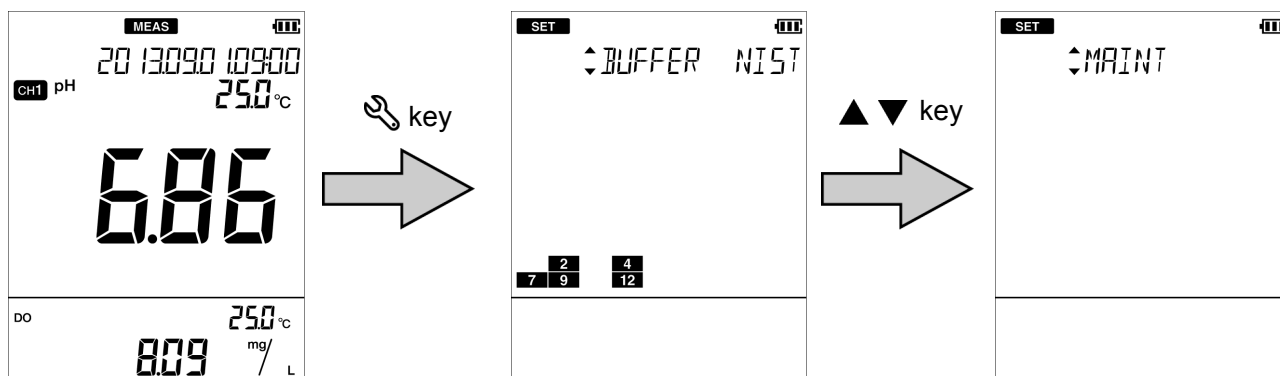 MEAS
2013.09.01.09:00
CH1 pH
25.0 °C
6.86
DO
25.0 °C
8.09 mg/L
key
SET
BUFFER NIST
2 4
7 9 12
▲ ▼ key
SET
MAINT